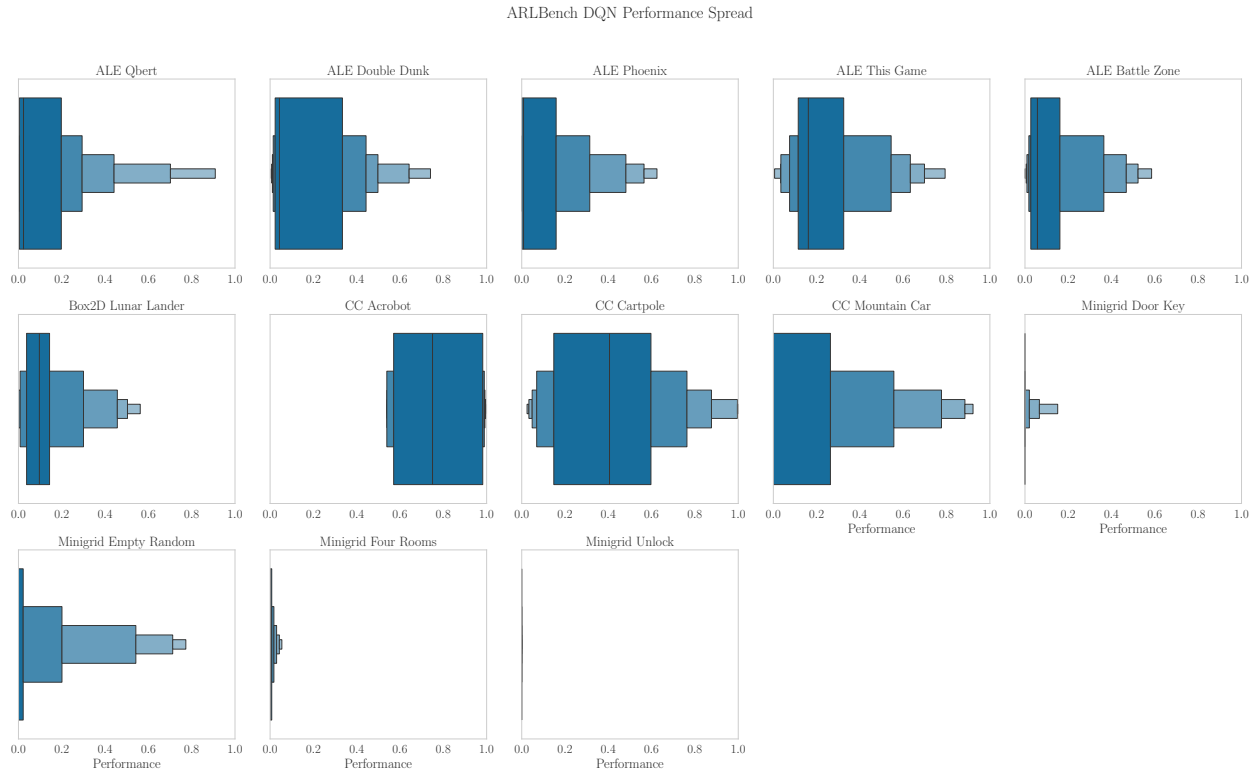 ARLBench DQN Performance Spread
ALE Qbert
ALE Double Dunk
ALE Phoenix
ALE This Game
ALE Battle Zone
0.0 0.2 0.4 0.6 0.8 1.0
0.0 0.2 0.4 0.6 0.8 1.0
0.0 0.2 0.4 0.6 0.8 1.0
0.0 0.2 0.4 0.6 0.8 1.0
0.0 0.2 0.4 0.6 0.8 1.0
Box2D Lunar Lander
CC Acrobot
CC Cartpole
CC Mountain Car
Minigrid Door Key
0.0 0.2 0.4 0.6 0.8 1.0
0.0 0.2 0.4 0.6 0.8 1.0
0.0 0.2 0.4 0.6 0.8 1.0
0.0 0.2 0.4 0.6 0.8 1.0
0.0 0.2 0.4 0.6 0.8 1.0
Performance
Performance
Minigrid Empty Random
Minigrid Four Rooms
Minigrid Unlock
0.0 0.2 0.4 0.6 0.8 1.0
0.0 0.2 0.4 0.6 0.8 1.0
0.0 0.2 0.4 0.6 0.8 1.0
Performance
Performance
Performance